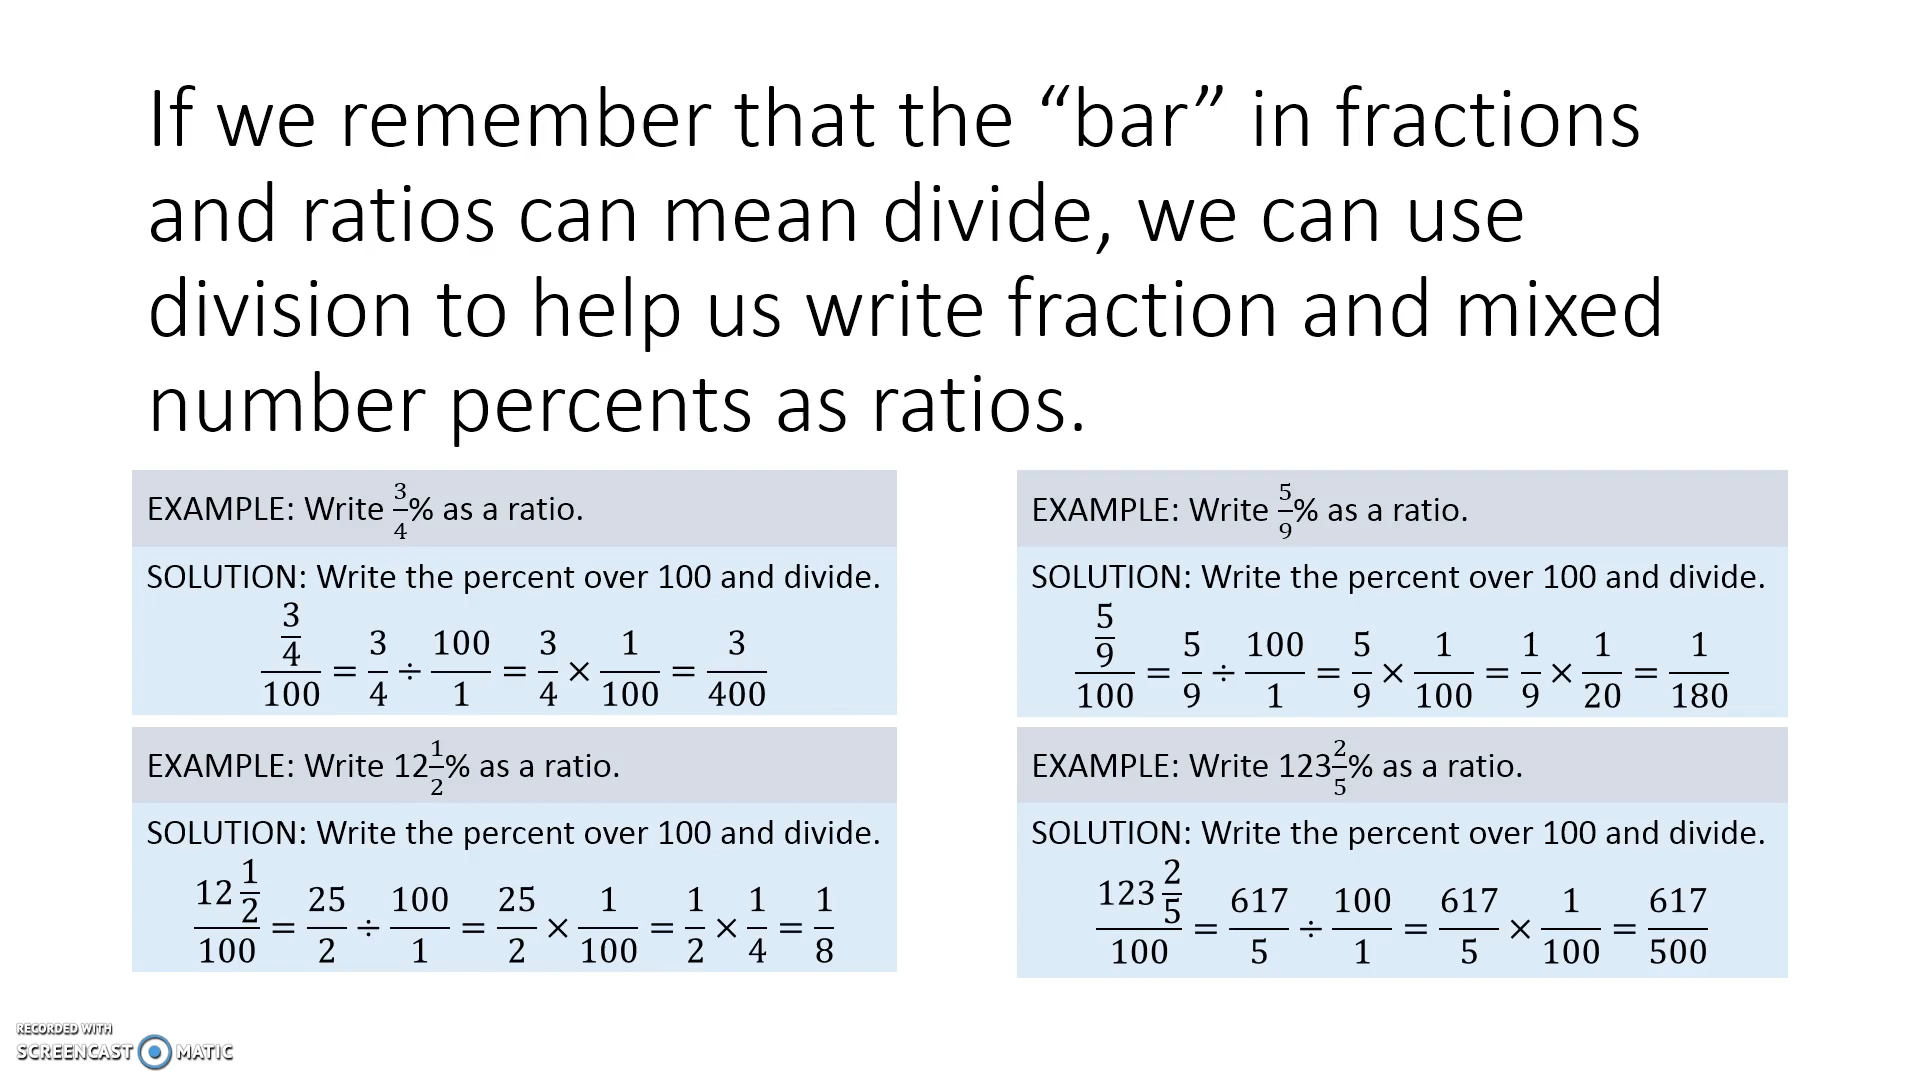 If we remember that the “bar” in fractions
and ratios can mean divide, we can use
division to help us write fraction and mixed
number percents as ratios.
EXAMPLE: Write 3/4% as a ratio.
SOLUTION: Write the percent over 100 and divide.
(3/4)/100 = 3/4 ÷ 100/1 = 3/4 × 1/100 = 3/400
EXAMPLE: Write 5/9% as a ratio.
SOLUTION: Write the percent over 100 and divide.
(5/9)/100 = 5/9 ÷ 100/1 = 5/9 × 1/100 = 1/9 × 1/20 = 1/180
EXAMPLE: Write 12 1/2% as a ratio.
SOLUTION: Write the percent over 100 and divide.
(12 1/2)/100 = 25/2 ÷ 100/1 = 25/2 × 1/100 = 1/2 × 1/4 = 1/8
EXAMPLE: Write 123 2/5% as a ratio.
SOLUTION: Write the percent over 100 and divide.
(123 2/5)/100 = 617/5 ÷ 100/1 = 617/5 × 1/100 = 617/500
RECORDED WITH
SCREENCAST MATIC